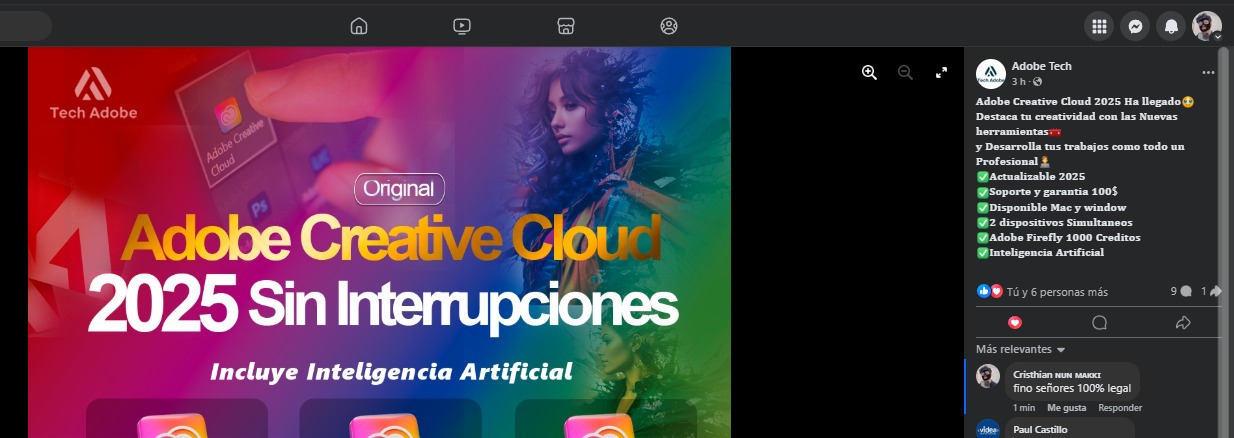 Tech Adobe
Adobe Creative
Cloud
Ps
Original
Adobe Creative Cloud
2025 Sin Interrupciones
Incluye Inteligencia Artificial
Adobe Tech
3 h ·
Adobe Creative Cloud 2025 Ha llegado🥹
Destaca tu creatividad con las Nuevas
herramientas🧰
y Desarrolla tus trabajos como todo un
Profesional👨‍💻
✅Actualizable 2025
✅Soporte y garantia 100$
✅Disponible Mac y window
✅2 dispositivos Simultaneos
✅Adobe Firefly 1000 Creditos
✅Inteligencia Artificial
Tú y 6 personas más
9
1
Más relevantes
Cristhian ɴᴜɴ ᴍᴀᴋᴋɪ
fino señores 100% legal
1 min Me gusta Responder
videa
Paul Castillo